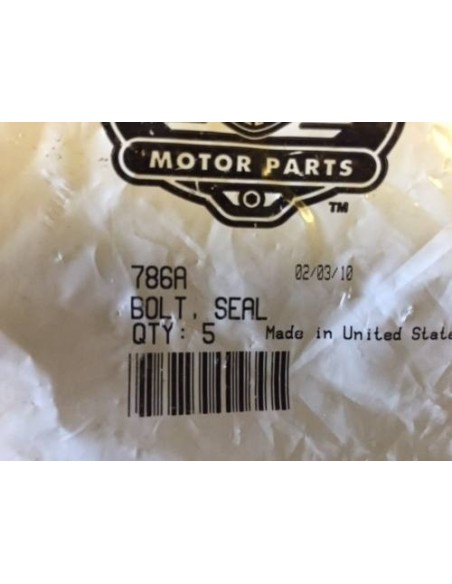 MOTOR PARTS
TM
786A 02/03/10
BOLT, SEAL
QTY: 5 Made in United State